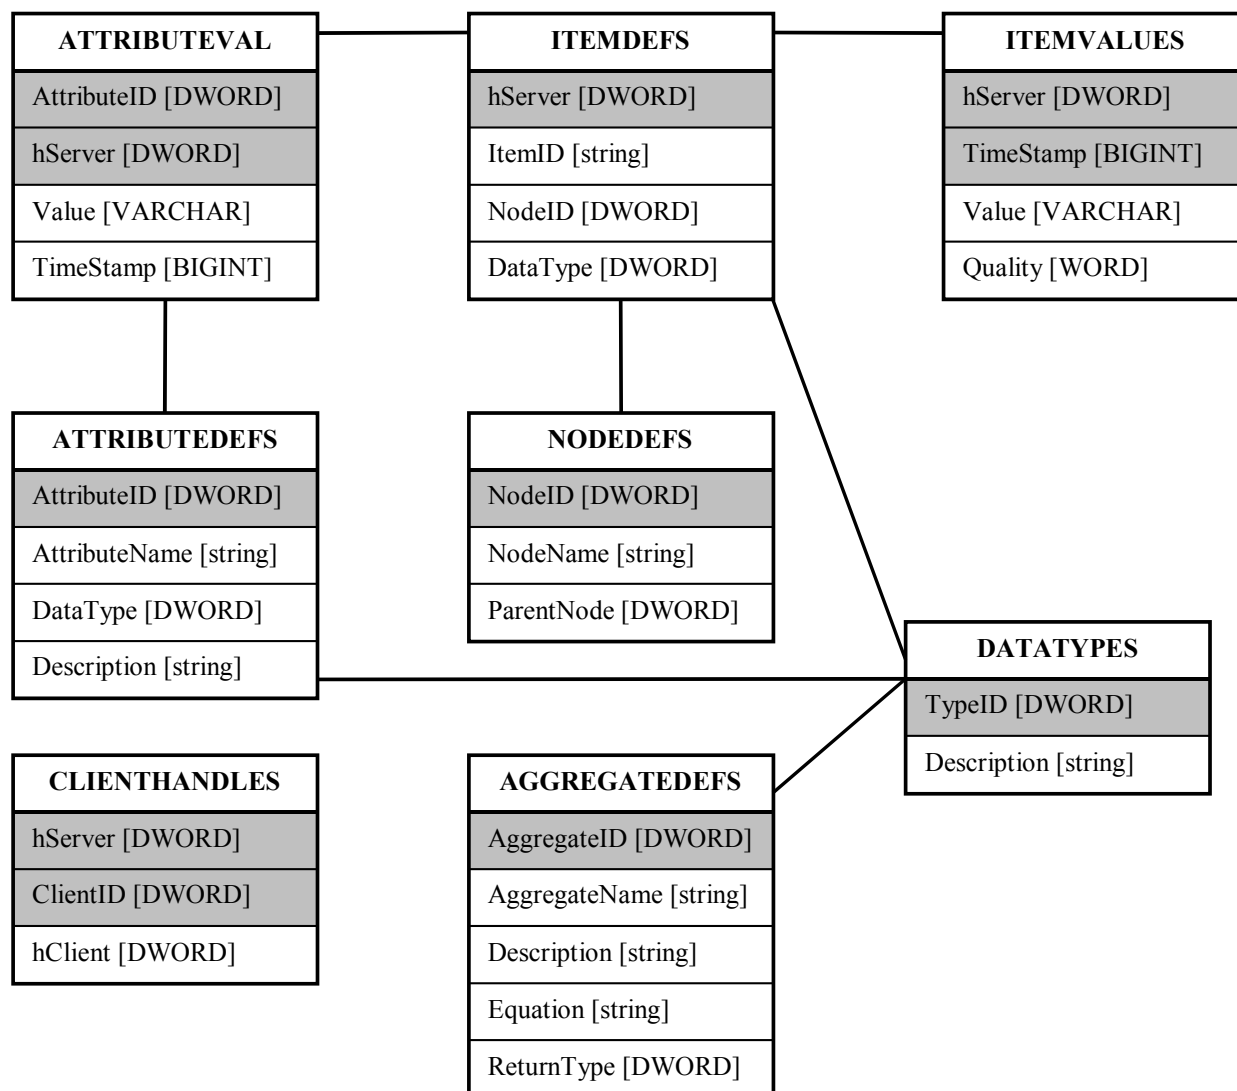 ATTRIBUTEVAL
AttributeID [DWORD]
hServer [DWORD]
Value [VARCHAR]
TimeStamp [BIGINT]
ITEMDEFS
hServer [DWORD]
ItemID [string]
NodeID [DWORD]
DataType [DWORD]
ITEMVALUES
hServer [DWORD]
TimeStamp [BIGINT]
Value [VARCHAR]
Quality [WORD]
ATTRIBUTEDEFS
AttributeID [DWORD]
AttributeName [string]
DataType [DWORD]
Description [string]
NODEDEFS
NodeID [DWORD]
NodeName [string]
ParentNode [DWORD]
DATATYPES
TypeID [DWORD]
Description [string]
CLIENTHANDLES
hServer [DWORD]
ClientID [DWORD]
hClient [DWORD]
AGGREGATEDEFS
AggregateID [DWORD]
AggregateName [string]
Description [string]
Equation [string]
ReturnType [DWORD]